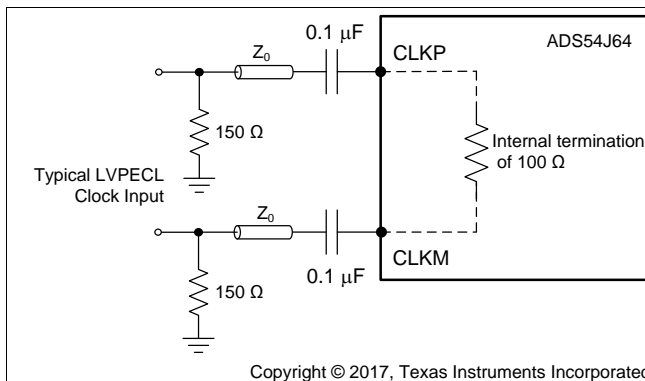 0.1 μF
ADS54J64
Z0
CLKP
150 Ω
Internal termination
of 100 Ω
Typical LVPECL
Clock Input
Z0
CLKM
0.1 μF
150 Ω
Copyright © 2017, Texas Instruments Incorporated